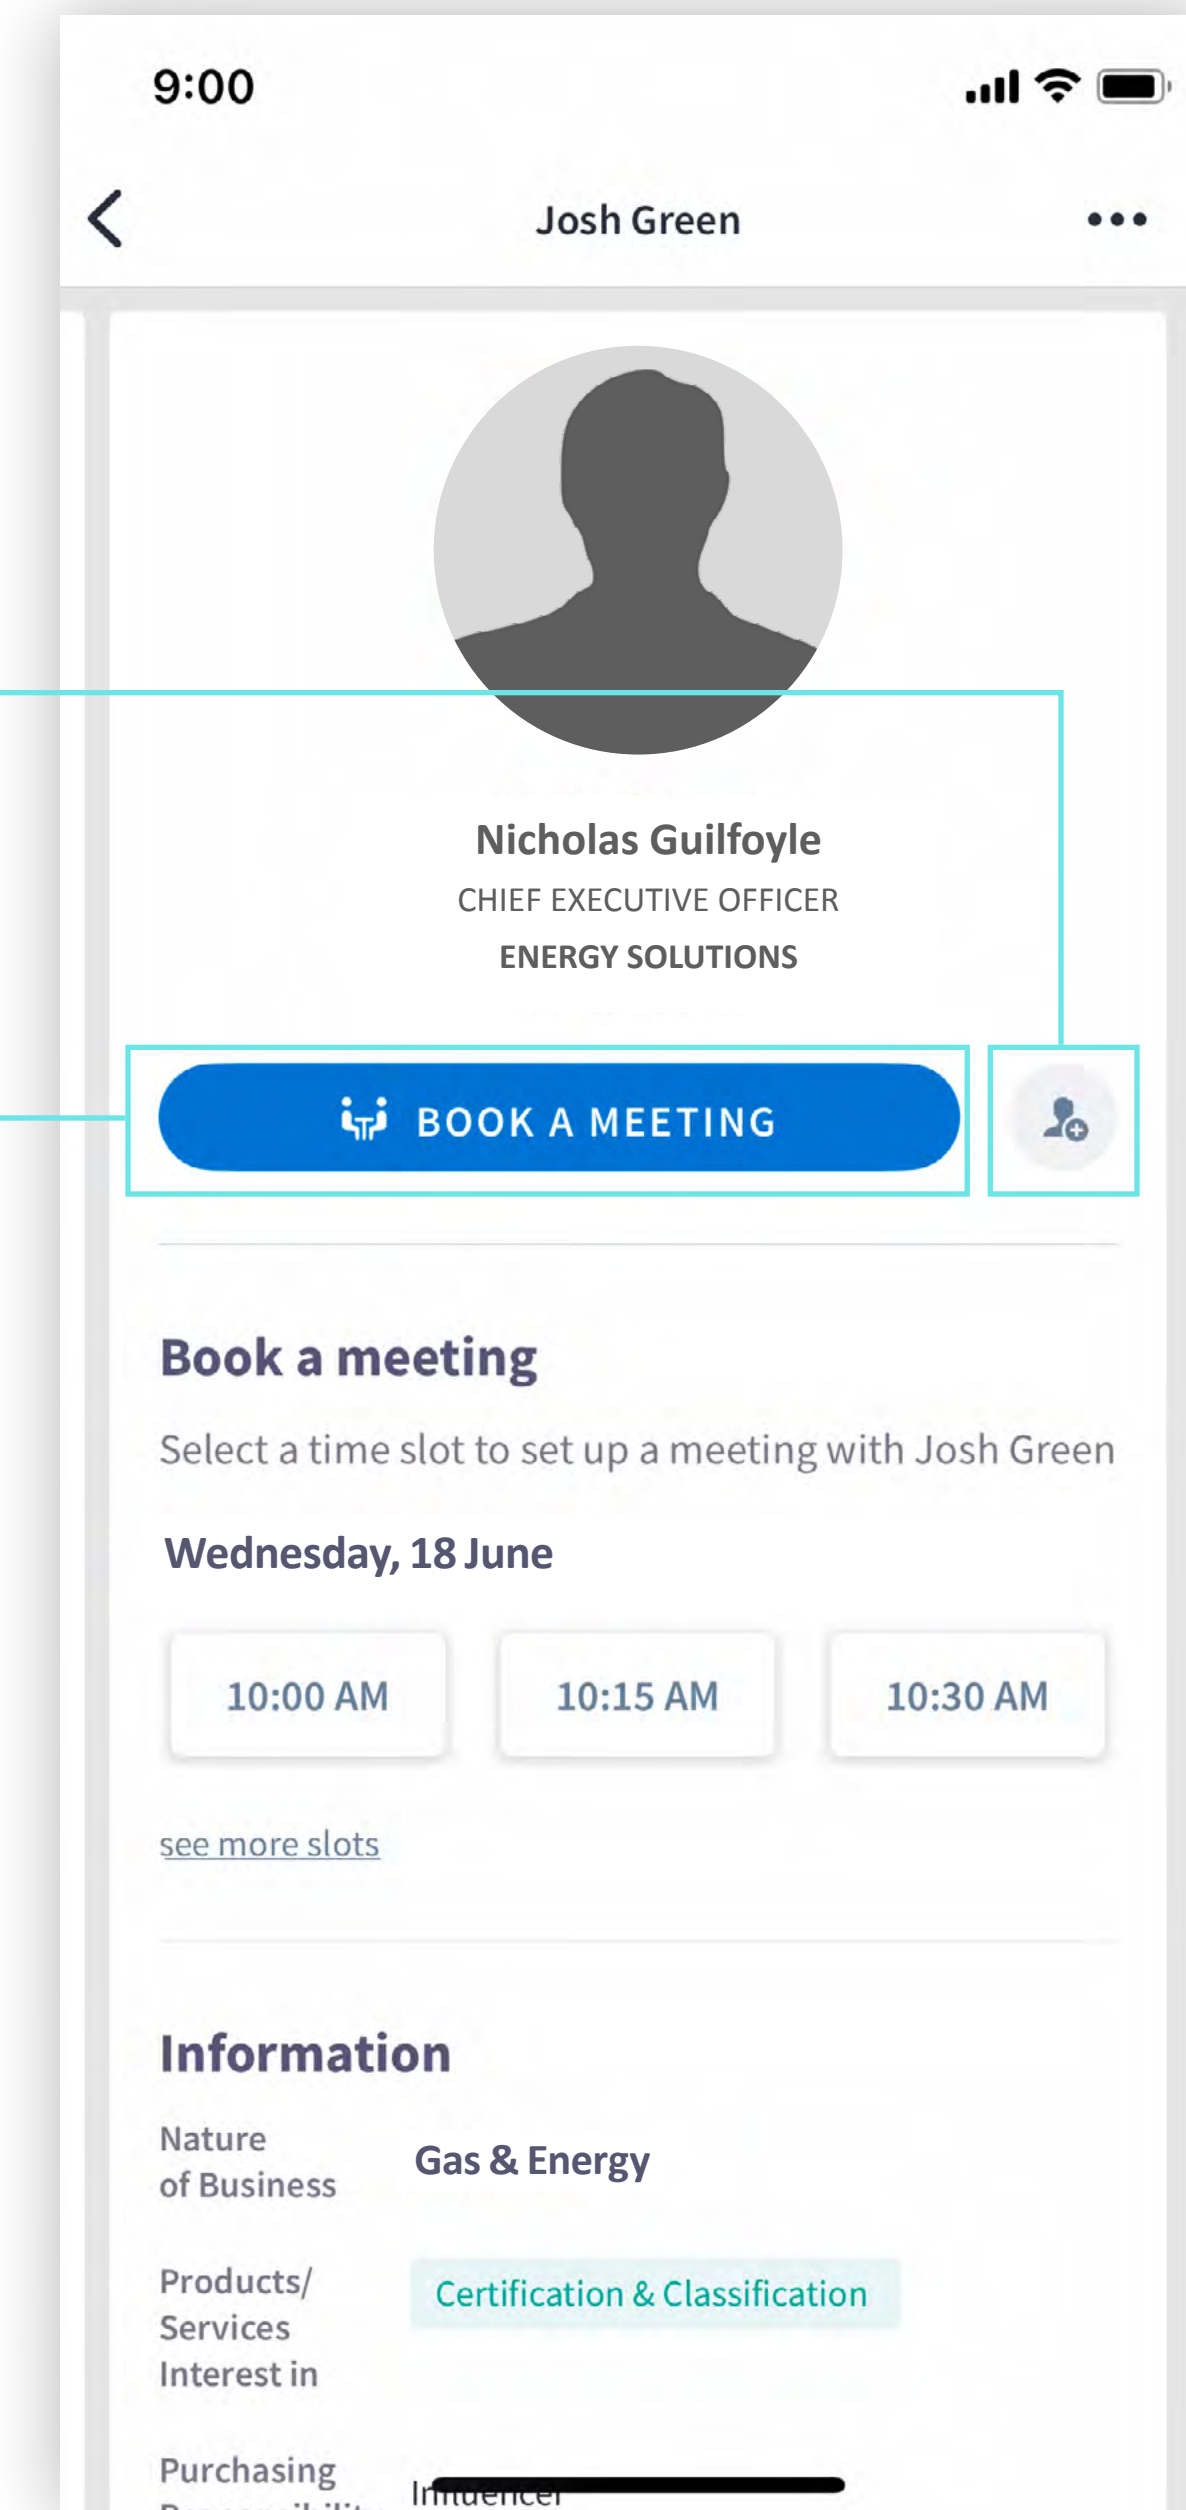 9:00
Josh Green
Nicholas Guilfoyle
CHIEF EXECUTIVE OFFICER
ENERGY SOLUTIONS
BOOK A MEETING
Book a meeting
Select a time slot to set up a meeting with Josh Green
Wednesday, 18 June
10:00 AM 10:15 AM 10:30 AM
see more slots
Information
Nature
of Business
Gas & Energy
Products/
Services
Interest in
Certification & Classification
Purchasing
Influencer